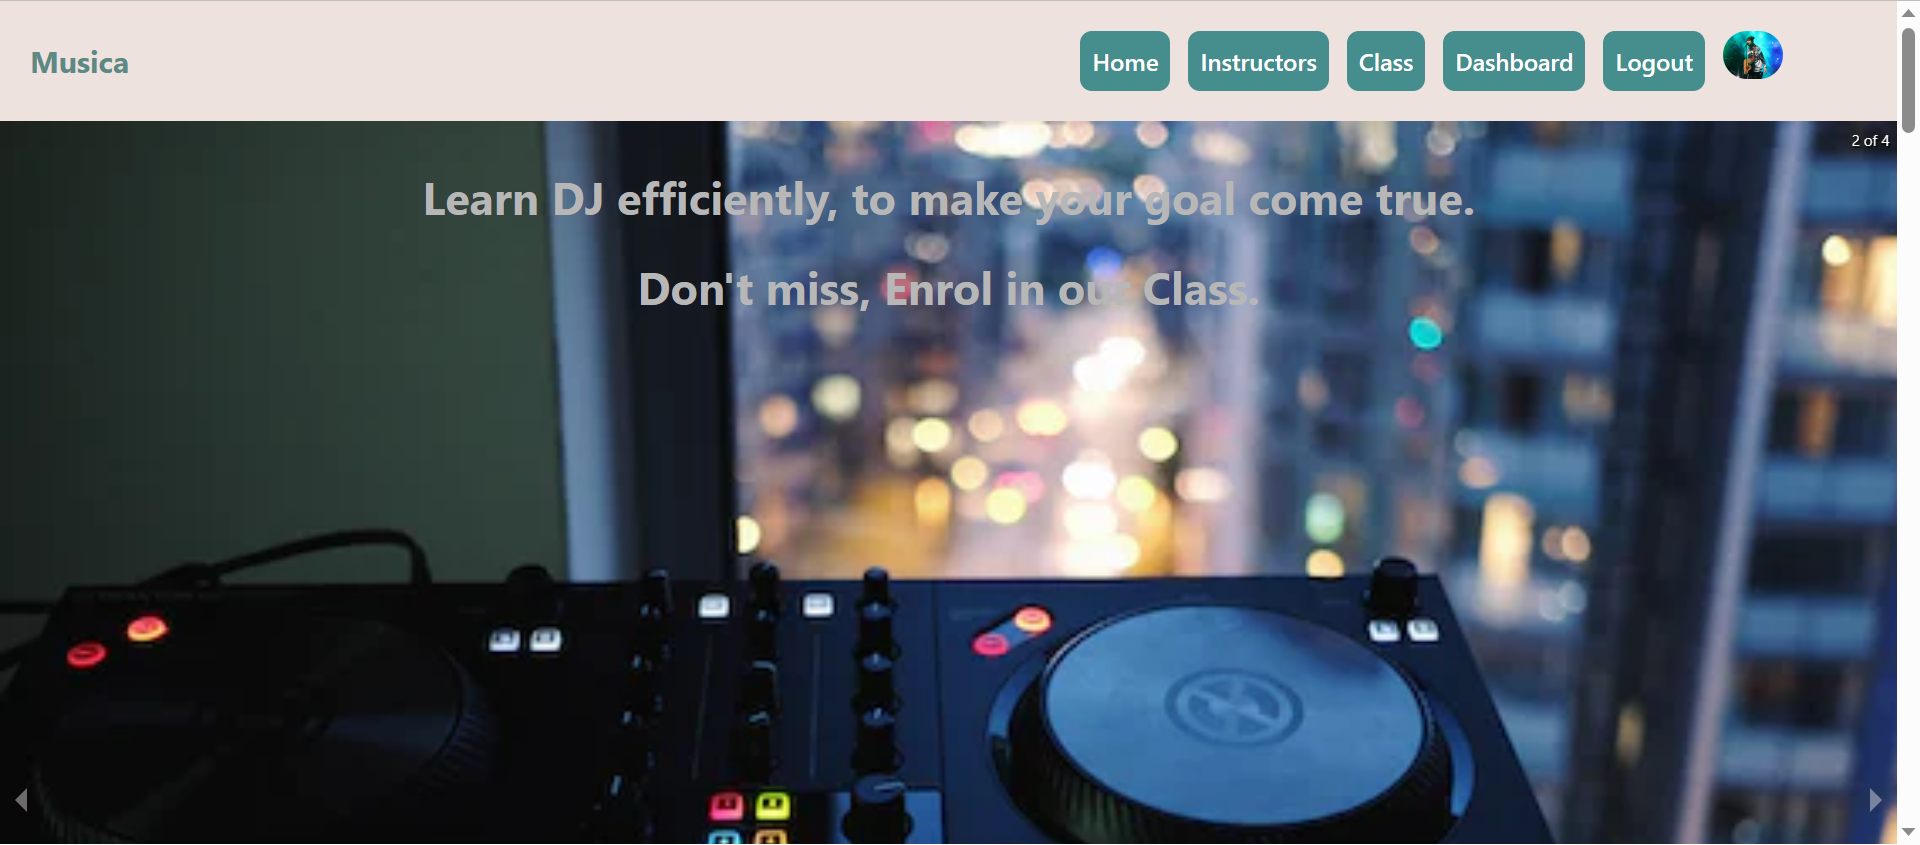 Musica
Home
Instructors
Class
Dashboard
Logout
2 of 4
Learn DJ efficiently, to make your goal come true.
Don't miss, Enrol in our Class.